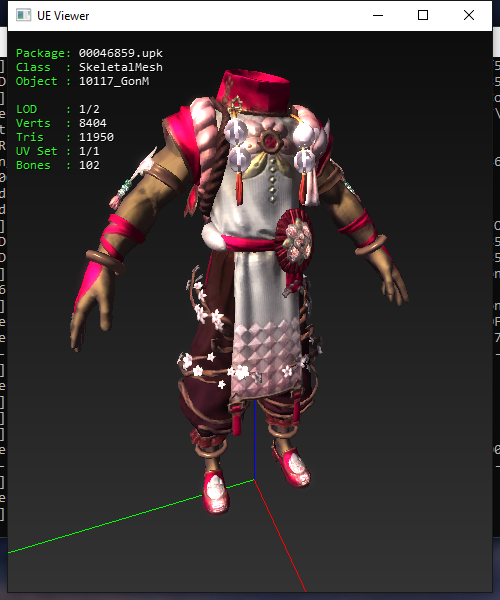 UE Viewer
Package: 00046859.upk
Class  : SkeletalMesh
Object : 10117_GonM
LOD    : 1/2
Verts  : 8404
Tris   : 11950
UV Set : 1/1
Bones  : 102